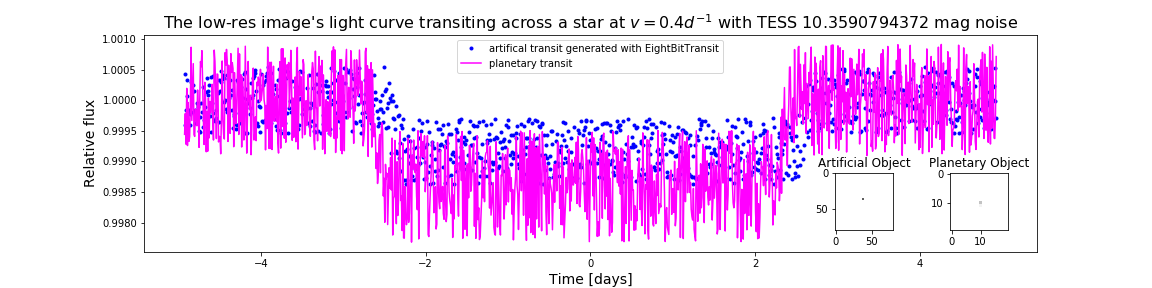 The low-res image's light curve transiting across a star at v = 0.4d⁻¹ with TESS 10.3590794372 mag noise
artifical transit generated with EightBitTransit
planetary transit
Relative flux
1.0010
1.0005
1.0000
0.9995
0.9990
0.9985
0.9980
Artificial Object
0
50
0 50
Planetary Object
0
10
0 10
−4 −2 0 2 4
Time [days]